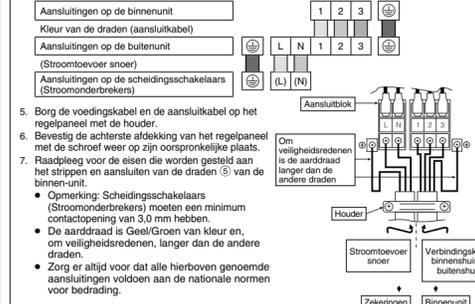 Aansluitingen op de binnenunit
1 2 3
Kleur van de draden (aansluitkabel)
Aansluitingen op de buitenunit
L N 1 2 3
(Stroomtoevoer snoer)
Aansluitingen op de scheidingsschakelaars
(Stroomonderbrekers)
(L) (N)
5. Borg de voedingskabel en de aansluitkabel op het
regelpaneel met de houder.
6. Bevestig de achterste afdekking van het regelpaneel
met de schroef weer op zijn oorspronkelijke plaats.
7. Raadpleeg voor de eisen die worden gesteld aan
het strippen en aansluiten van de draden ⑤ van de
binnen-unit.
• Opmerking: Scheidingsschakelaars
(Stroomonderbrekers) moeten een minimum
contactopening van 3,0 mm hebben.
• De aarddraad is Geel/Groen van kleur en,
om veiligheidsredenen, langer dan de andere
draden.
• Zorg er altijd voor dat alle hierboven genoemde
aansluitingen voldoen aan de nationale normen
voor bedrading.
Aansluitblok
L N 1 2 3
Om
veiligheidsredenen
is de aarddraad
langer dan de
andere draden
Houder
Stroomtoevoer
snoer
Verbindingsk
binnenshuis
buitenshu
Zekeringen
Binnenunit